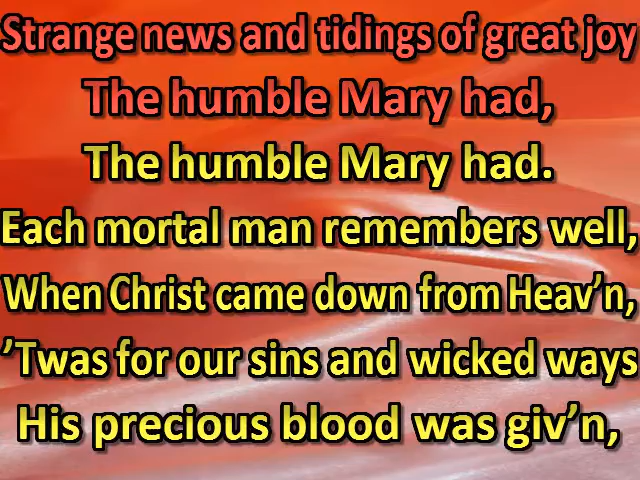 Strange news and tidings of great joy
The humble Mary had,
The humble Mary had.
Each mortal man remembers well,
When Christ came down from Heav’n,
’Twas for our sins and wicked ways
His precious blood was giv’n,